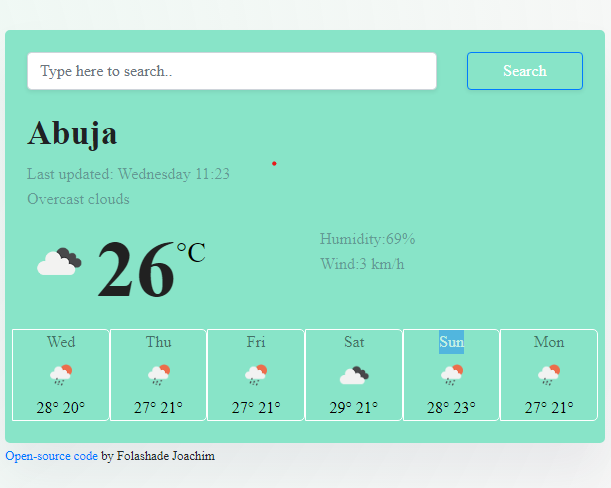 Type here to search..
Search
Abuja
Last updated: Wednesday 11:23
Overcast clouds
26°C
Humidity:69%
Wind:3 km/h
Wed Thu Fri Sat Sun Mon
28° 20° 27° 21° 27° 21° 29° 21° 28° 23° 27° 21°
Open-source code by Folashade Joachim